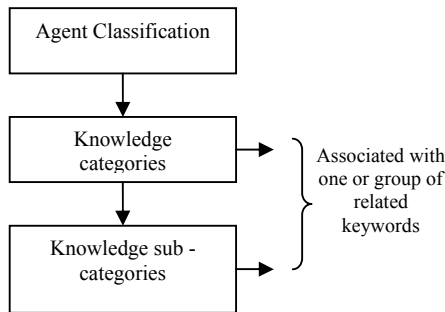 Agent Classification
Knowledge
categories
Associated with
one or group of
related
keywords
Knowledge sub -
categories